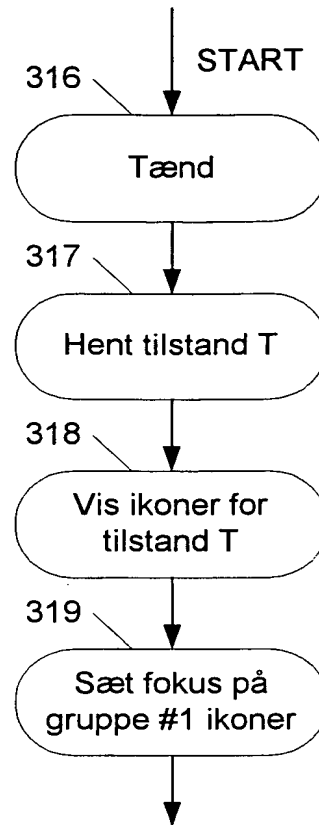 START
316
Tænd
317
Hent tilstand T
318
Vis ikoner for
tilstand T
319
Sæt fokus på
gruppe #1 ikoner